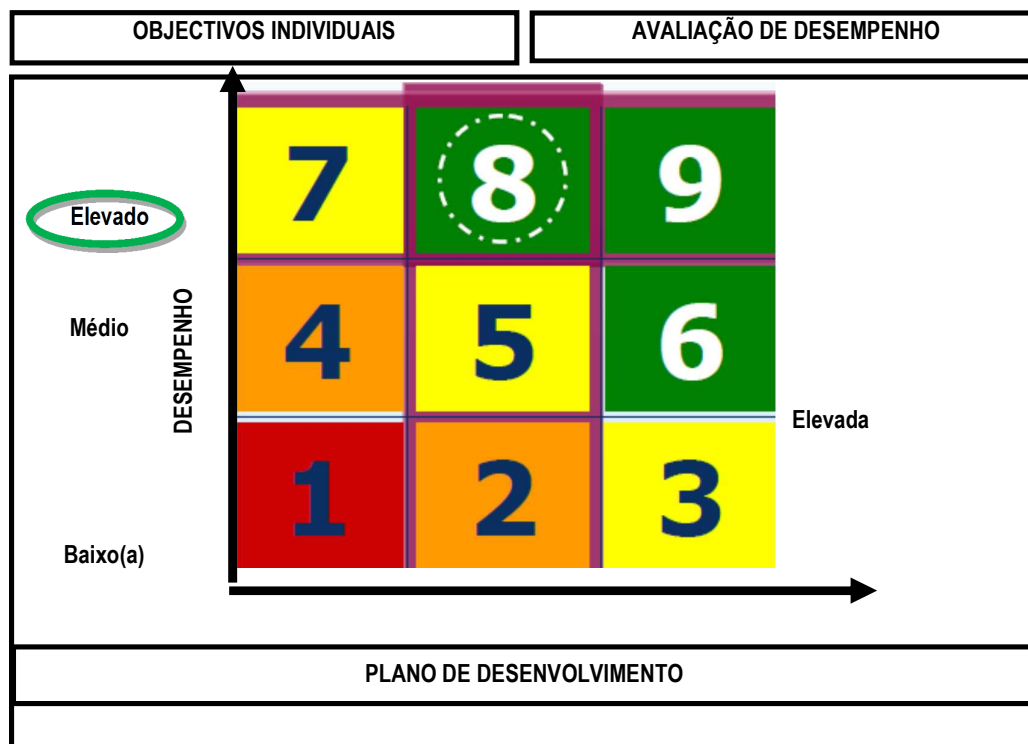 OBJECTIVOS INDIVIDUAIS
AVALIAÇÃO DE DESEMPENHO
Elevado
Médio
Baixo(a)
DESEMPENHO
7 8 9
4 5 6
1 2 3
Elevada
PLANO DE DESENVOLVIMENTO